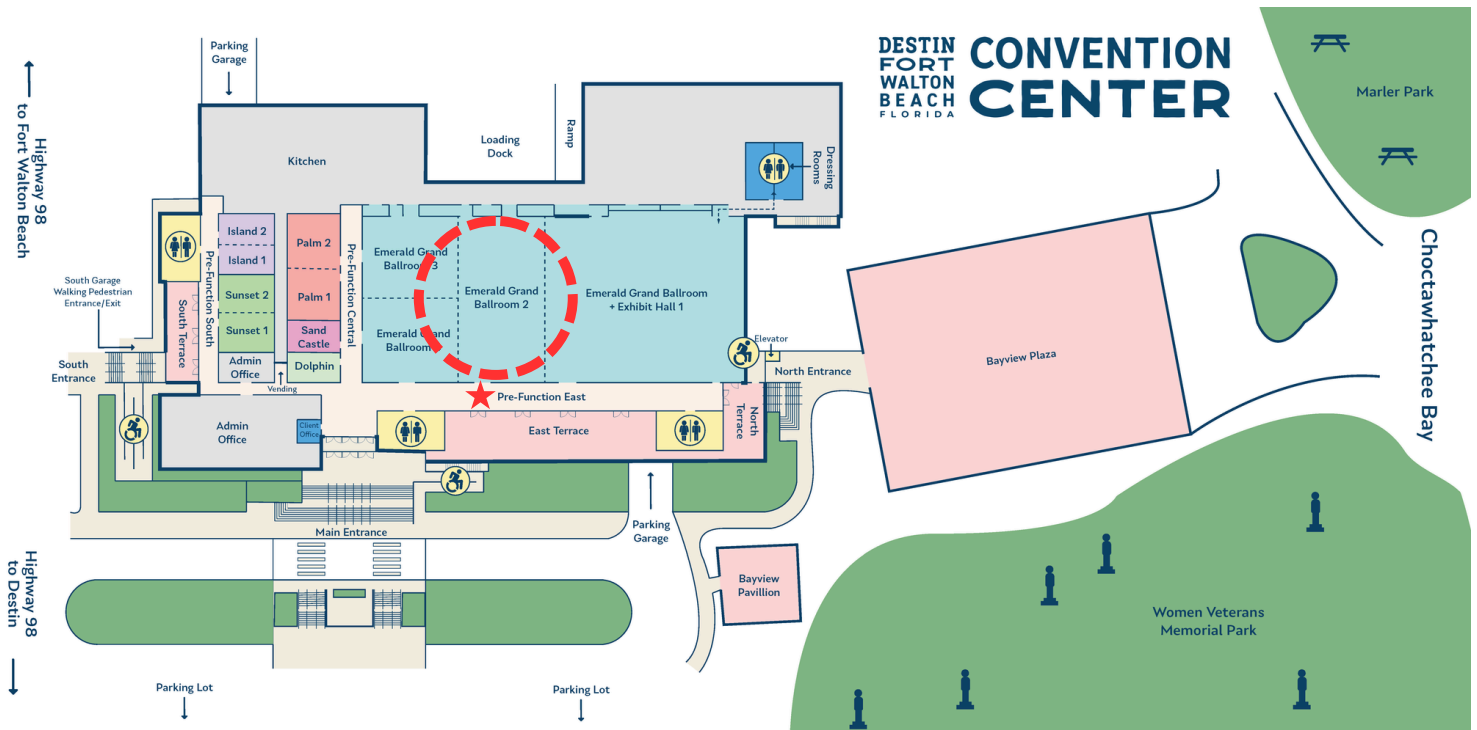 DESTIN
FORT
WALTON
BEACH
FLORIDA
CONVENTION
CENTER
Parking
Garage
Highway 98
to Fort Walton Beach
Kitchen
Loading
Dock
Ramp
Dressing
Rooms
Marler Park
Choctawhatchee Bay
Island 2
Island 1
Sunset 2
Sunset 1
Admin
Office
Palm 2
Palm 1
Sand
Castle
Dolphin
Vending
Pre-Function South
Pre-Function Central
South Terrace
South Garage
Walking Pedestrian
Entrance/Exit
South
Entrance
Emerald Grand
Ballroom 3
Emerald Grand
Ballroom
Emerald Grand
Ballroom 2
Emerald Grand Ballroom
+ Exhibit Hall 1
Elevator
North Entrance
Bayview Plaza
Pre-Function East
North
Terrace
East Terrace
Admin
Office
Client
Office
Main Entrance
Parking
Garage
Bayview
Pavilion
Women Veterans
Memorial Park
Highway 98
to Destin
Parking Lot
Parking Lot